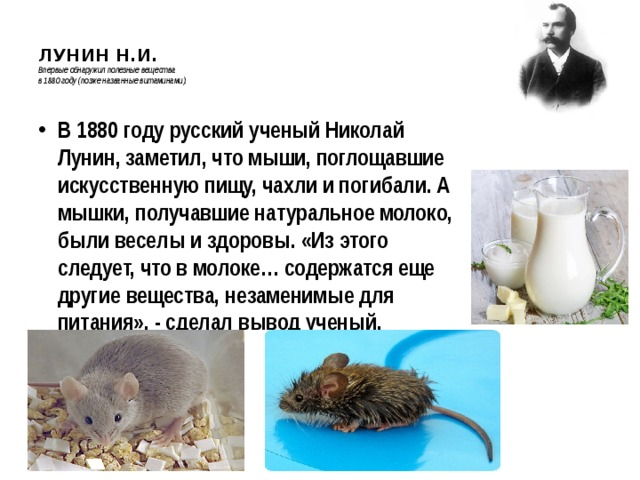 ЛУНИН Н.И.
Впервые обнаружил полезные вещества
в 1880 году (позже названные витаминами)
• В 1880 году русский ученый Николай
Лунин, заметил, что мыши, поглощавшие
искусственную пищу, чахли и погибали. А
мышки, получавшие натуральное молоко,
были веселы и здоровы. «Из этого
следует, что в молоке… содержатся еще
другие вещества, незаменимые для
питания», - сделал вывод ученый.